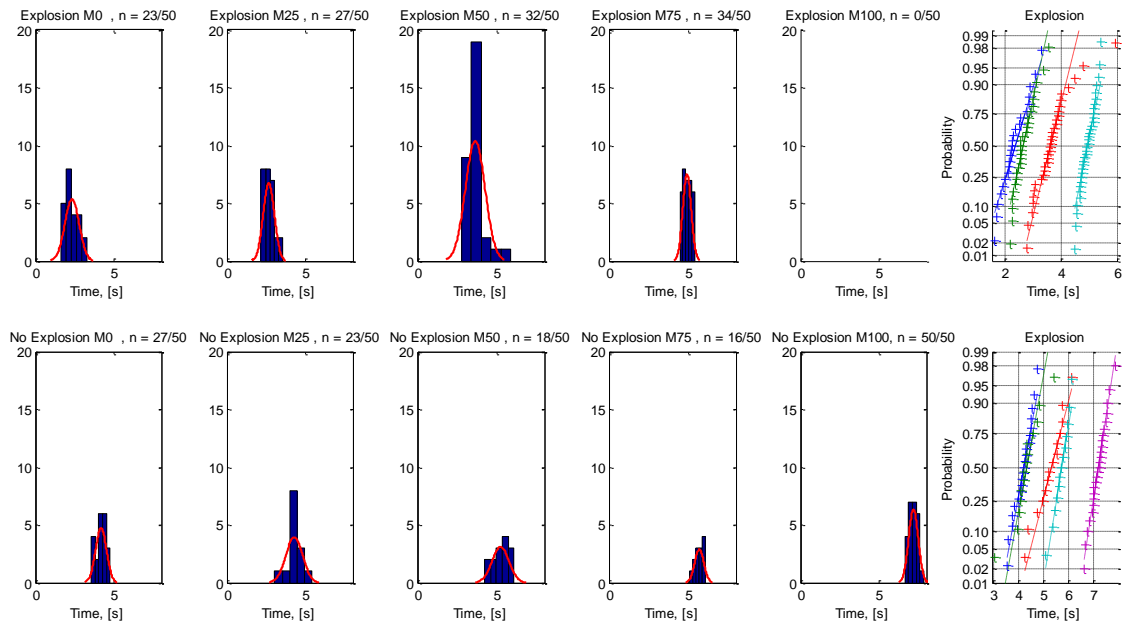 Explosion M0 , n = 23/50
Explosion M25 , n = 27/50
Explosion M50 , n = 32/50
Explosion M75 , n = 34/50
Explosion M100, n = 0/50
Explosion
20
15
10
5
0
0 5
Time, [s]
20
15
10
5
0
0 5
Time, [s]
20
15
10
5
0
0 5
Time, [s]
20
15
10
5
0
0 5
Time, [s]
20
15
10
5
0
0 5
Time, [s]
Probability
0.99
0.98
0.95
0.90
0.75
0.50
0.25
0.10
0.05
0.02
0.01
2 4 6
Time, [s]
No Explosion M0 , n = 27/50
No Explosion M25 , n = 23/50
No Explosion M50 , n = 18/50
No Explosion M75 , n = 16/50
No Explosion M100, n = 50/50
Explosion
20
15
10
5
0
0 5
Time, [s]
20
15
10
5
0
0 5
Time, [s]
20
15
10
5
0
0 5
Time, [s]
20
15
10
5
0
0 5
Time, [s]
20
15
10
5
0
0 5
Time, [s]
Probability
0.99
0.98
0.95
0.90
0.75
0.50
0.25
0.10
0.05
0.02
0.01
3 4 5 6 7
Time, [s]